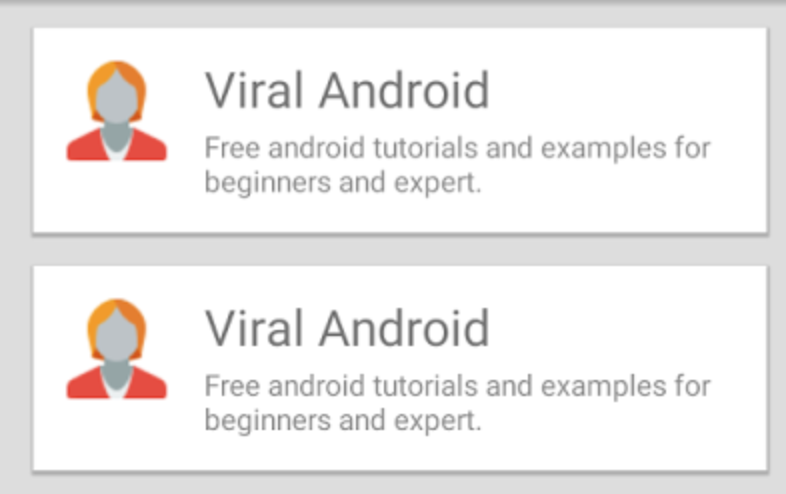 Viral Android
Free android tutorials and examples for
beginners and expert.
Viral Android
Free android tutorials and examples for
beginners and expert.